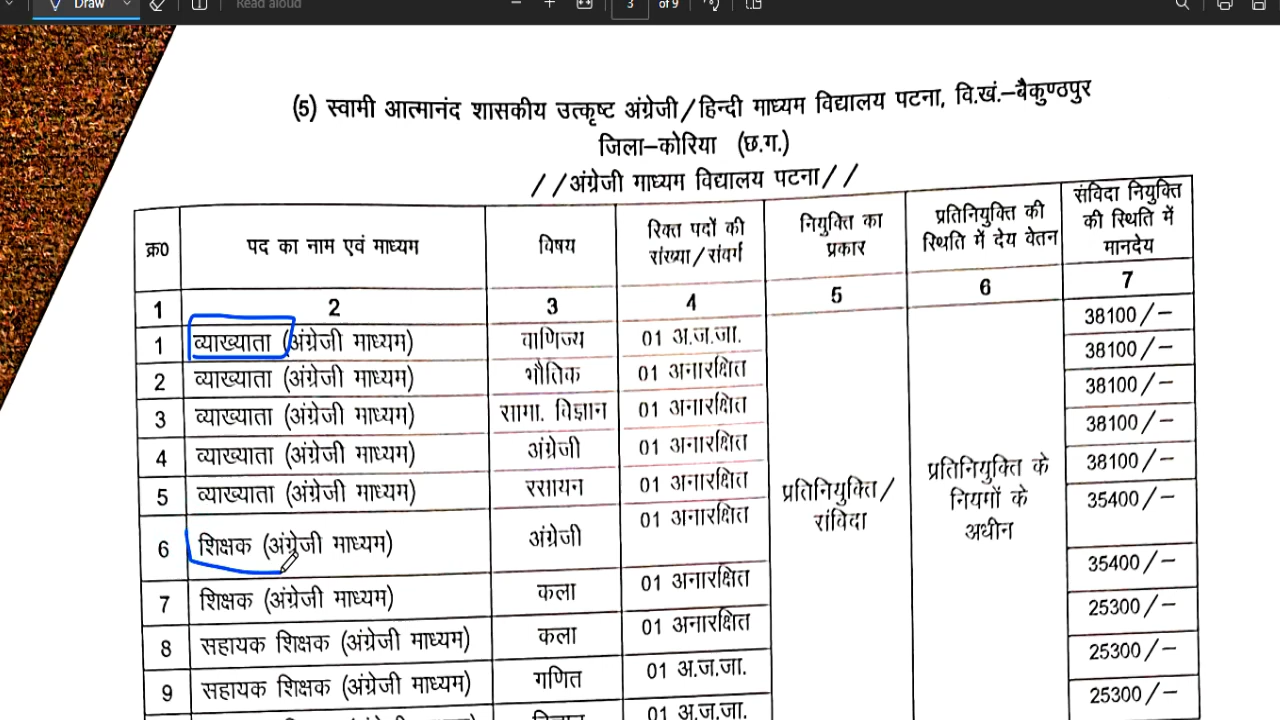 Draw
Read aloud
3 of 9
(5) स्वामी आत्मानंद शासकीय उत्कृष्ट अंग्रेजी/हिन्दी माध्यम विद्यालय पटना, वि.खं.–बैकुण्ठपुर
जिला–कोरिया (छ.ग.)
//अंग्रेजी माध्यम विद्यालय पटना//
क्र0 पद का नाम एवं माध्यम विषय रिक्त पदों की संख्या/संवर्ग नियुक्ति का प्रकार प्रतिनियुक्ति की स्थिति में देय वेतन संविदा नियुक्ति की स्थिति में मानदेय
1 2 3 4 5 6 7
1 व्याख्याता (अंग्रेजी माध्यम) वाणिज्य 01 अ.ज.जा. 38100/–
2 व्याख्याता (अंग्रेजी माध्यम) भौतिक 01 अनारक्षित 38100/–
3 व्याख्याता (अंग्रेजी माध्यम) सामा. विज्ञान 01 अनारक्षित 38100/–
4 व्याख्याता (अंग्रेजी माध्यम) अंग्रेजी 01 अनारक्षित 38100/–
5 व्याख्याता (अंग्रेजी माध्यम) रसायन 01 अनारक्षित प्रतिनियुक्ति/संविदा प्रतिनियुक्ति के नियमों के अधीन 38100/–
6 शिक्षक (अंग्रेजी माध्यम) अंग्रेजी 01 अनारक्षित 35400/–
7 शिक्षक (अंग्रेजी माध्यम) कला 01 अनारक्षित 35400/–
8 सहायक शिक्षक (अंग्रेजी माध्यम) कला 01 अनारक्षित 25300/–
9 सहायक शिक्षक (अंग्रेजी माध्यम) गणित 01 अ.ज.जा. 25300/–
01 अ.ज.जा. 25300/–